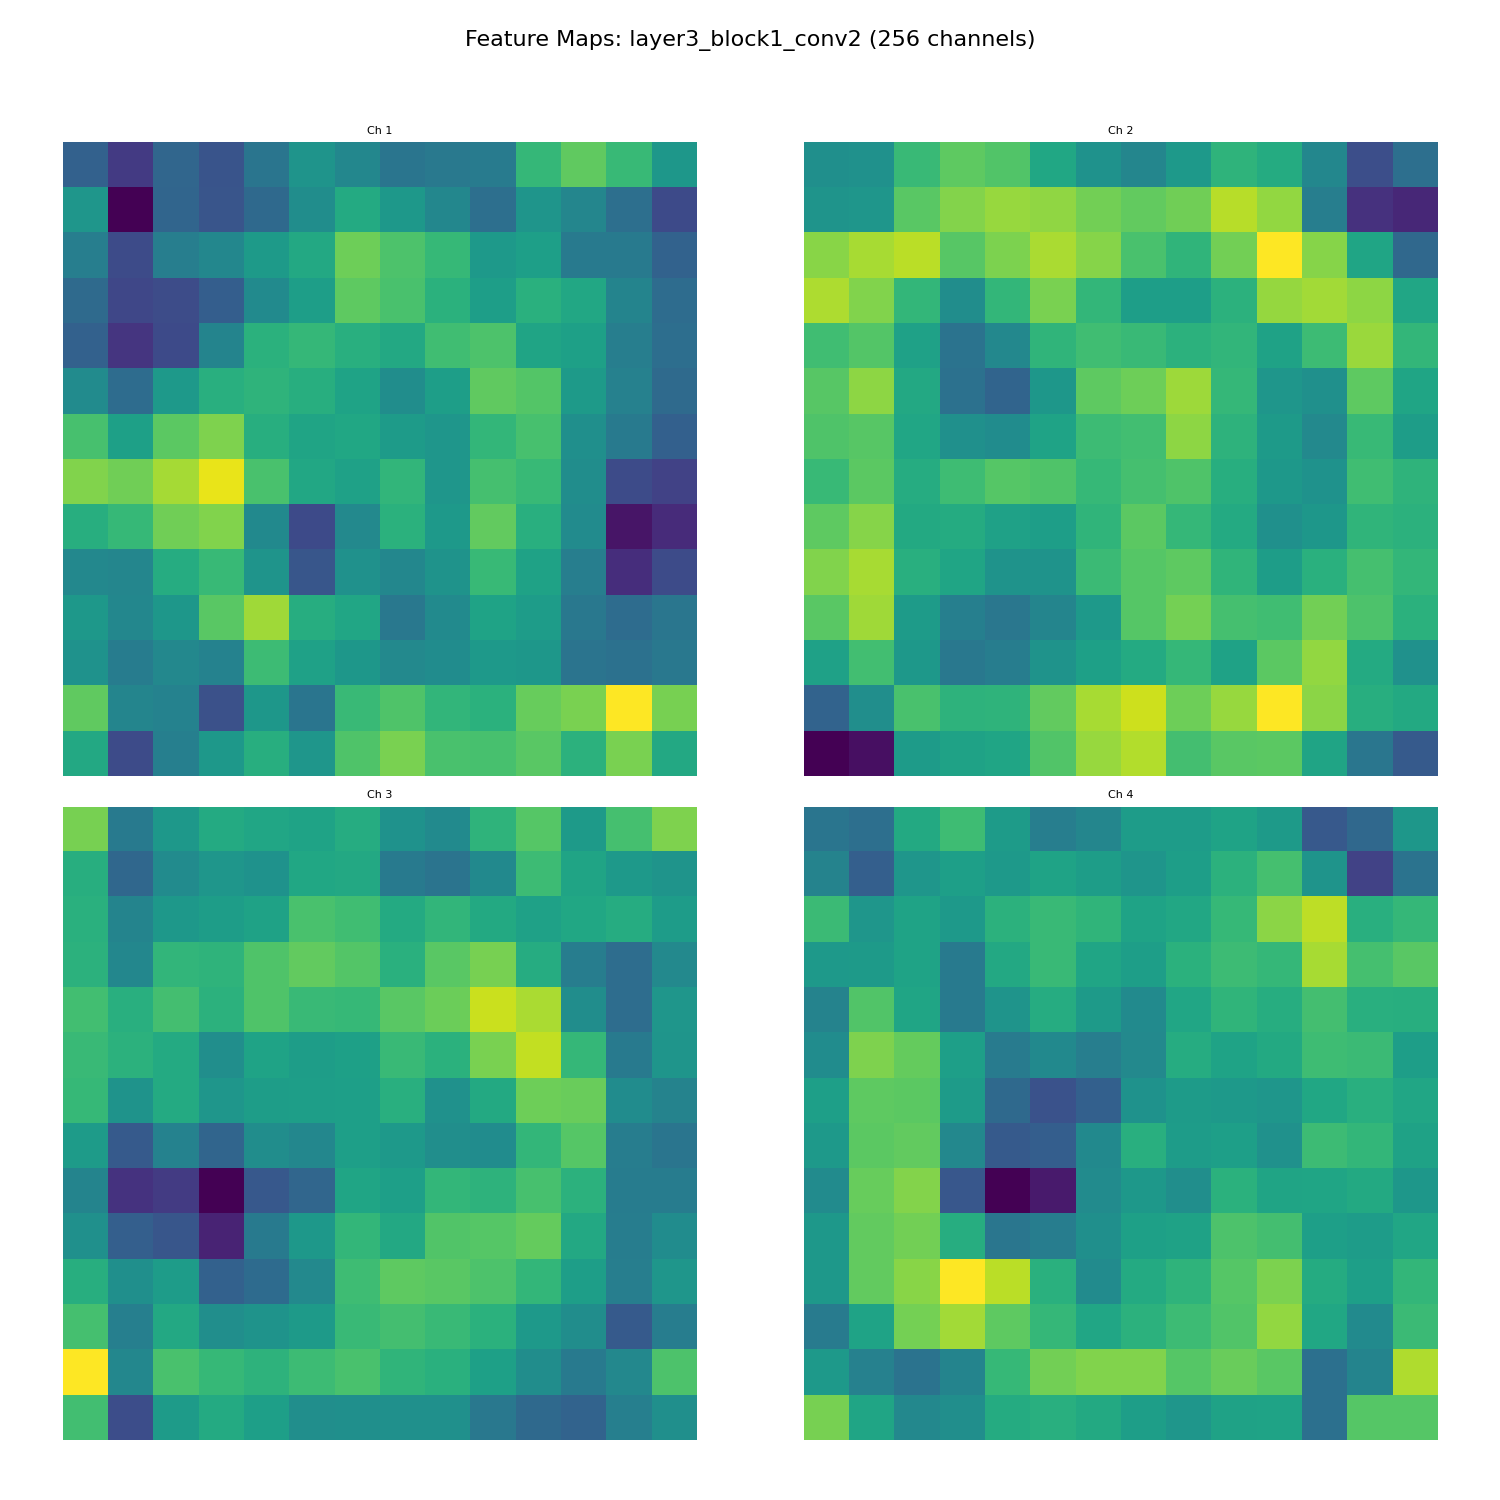 Feature Maps: layer3_block1_conv2 (256 channels)
Ch 1
Ch 2
Ch 3
Ch 4